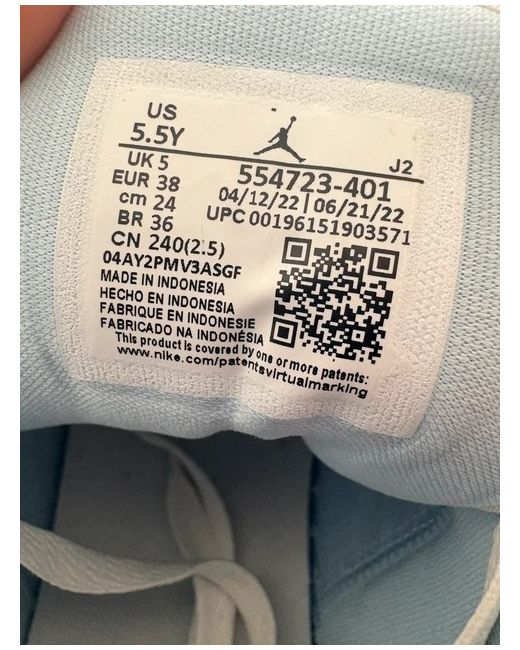 US
5.5Y
J2
UK 5
EUR 38
cm 24
BR 36
CN 240(2.5)
554723-401
04/12/22 | 06/21/22
UPC 00196151903571
04AY2PMV3ASGF
MADE IN INDONESIA
HECHO EN INDONESIA
FABRIQUE EN INDONESIE
FABRICADO NA INDONÉSIA
This product is covered by one or more patents:
www.nike.com/patentsvirtualmarking